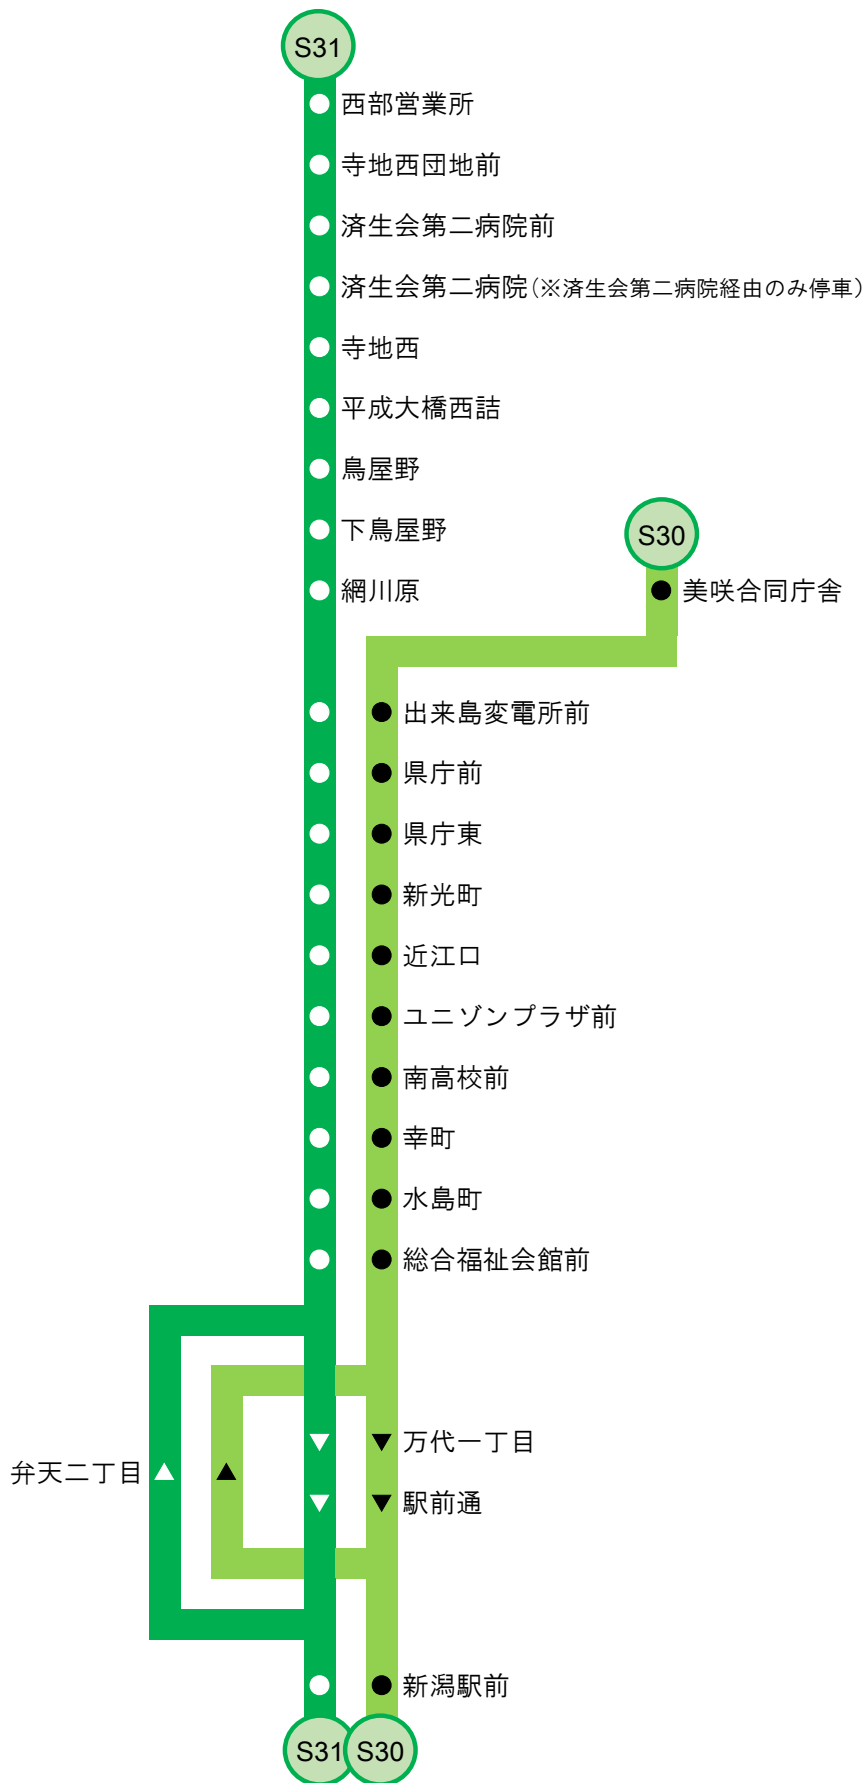 S31
西部営業所
寺地西団地前
済生会第二病院前
済生会第二病院(※済生会第二病院経由のみ停車)
寺地西
平成大橋西詰
鳥屋野
下鳥屋野
S30
網川原
美咲合同庁舎
出来島変電所前
県庁前
県庁東
新光町
近江口
ユニゾンプラザ前
南高校前
幸町
水島町
総合福祉会館前
万代一丁目
弁天二丁目
駅前通
新潟駅前
S31
S30